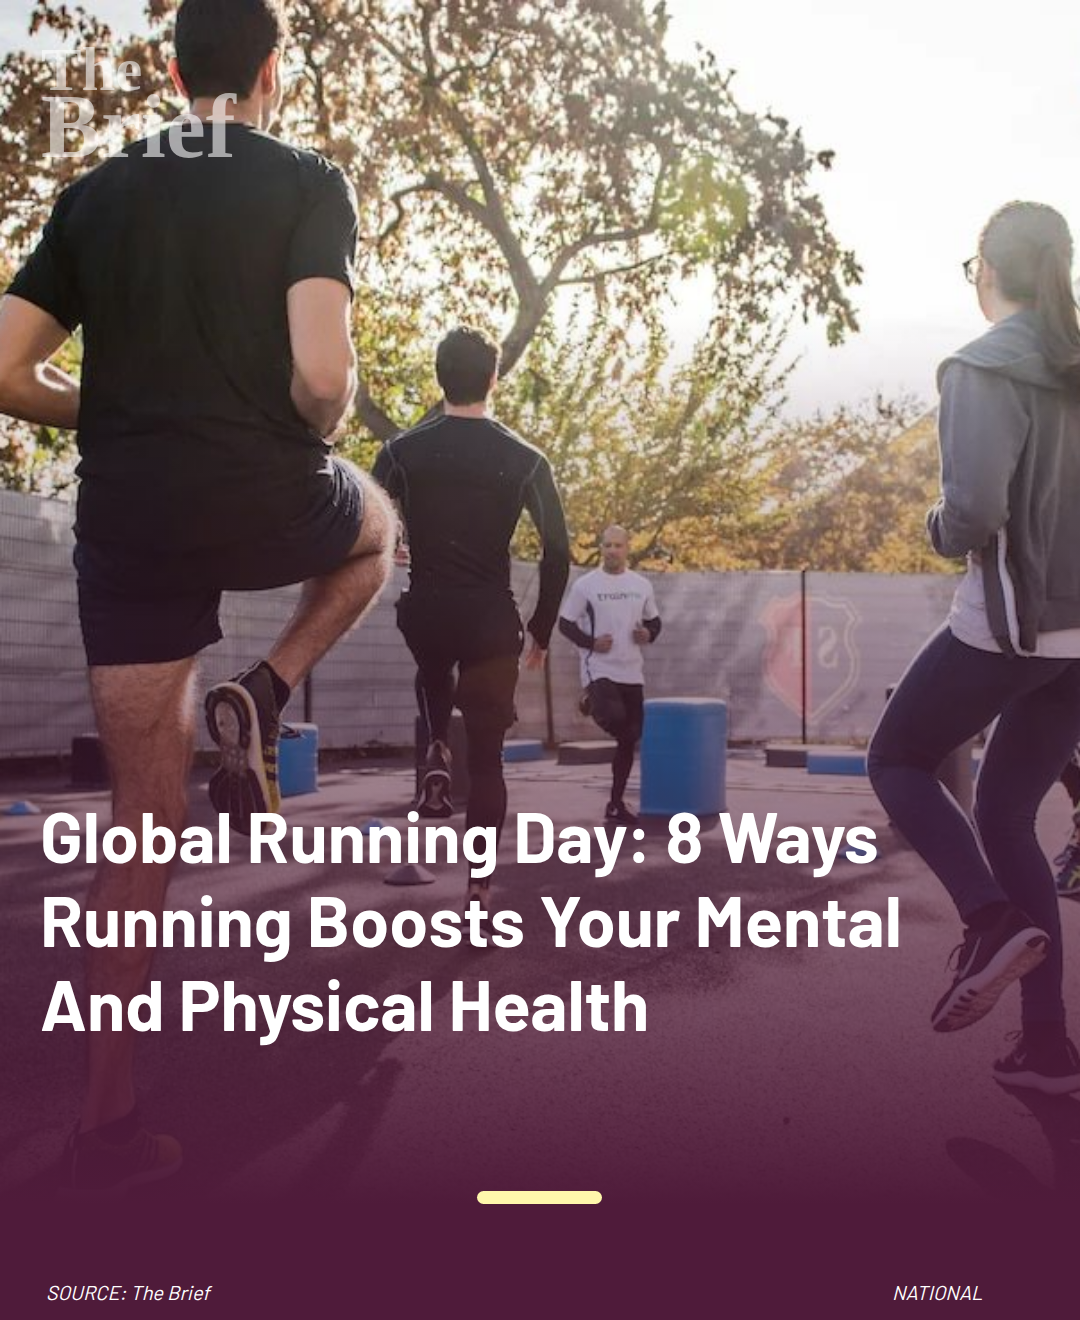 The
Brief
Global Running Day: 8 Ways
Running Boosts Your Mental
And Physical Health
SOURCE: The Brief
NATIONAL